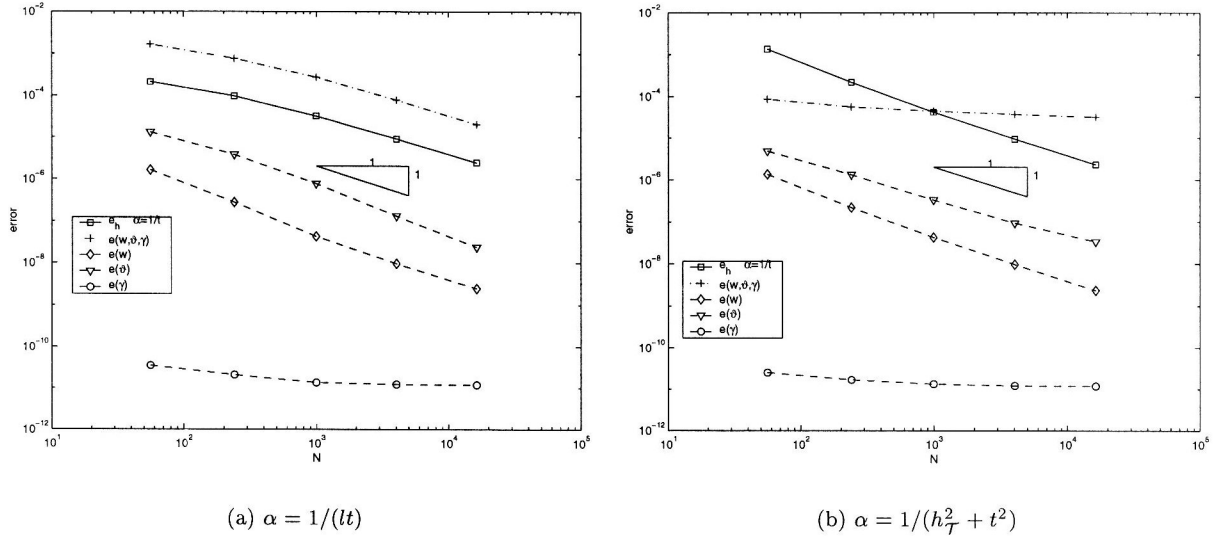 10^-2
10^-4
10^-6
10^-8
10^-10
10^-12
error
1
1
e_h α=1/t
e(w,ϑ,γ)
e(w)
e(ϑ)
e(γ)
10^1
10^2
10^3
10^4
10^5
N
(a) α = 1/(lt)
10^-2
10^-4
10^-6
10^-8
10^-10
10^-12
error
1
1
e_h α=1/t
e(w,ϑ,γ)
e(w)
e(ϑ)
e(γ)
10^1
10^2
10^3
10^4
10^5
N
(b) α = 1/(h_𝒯^2 + t^2)